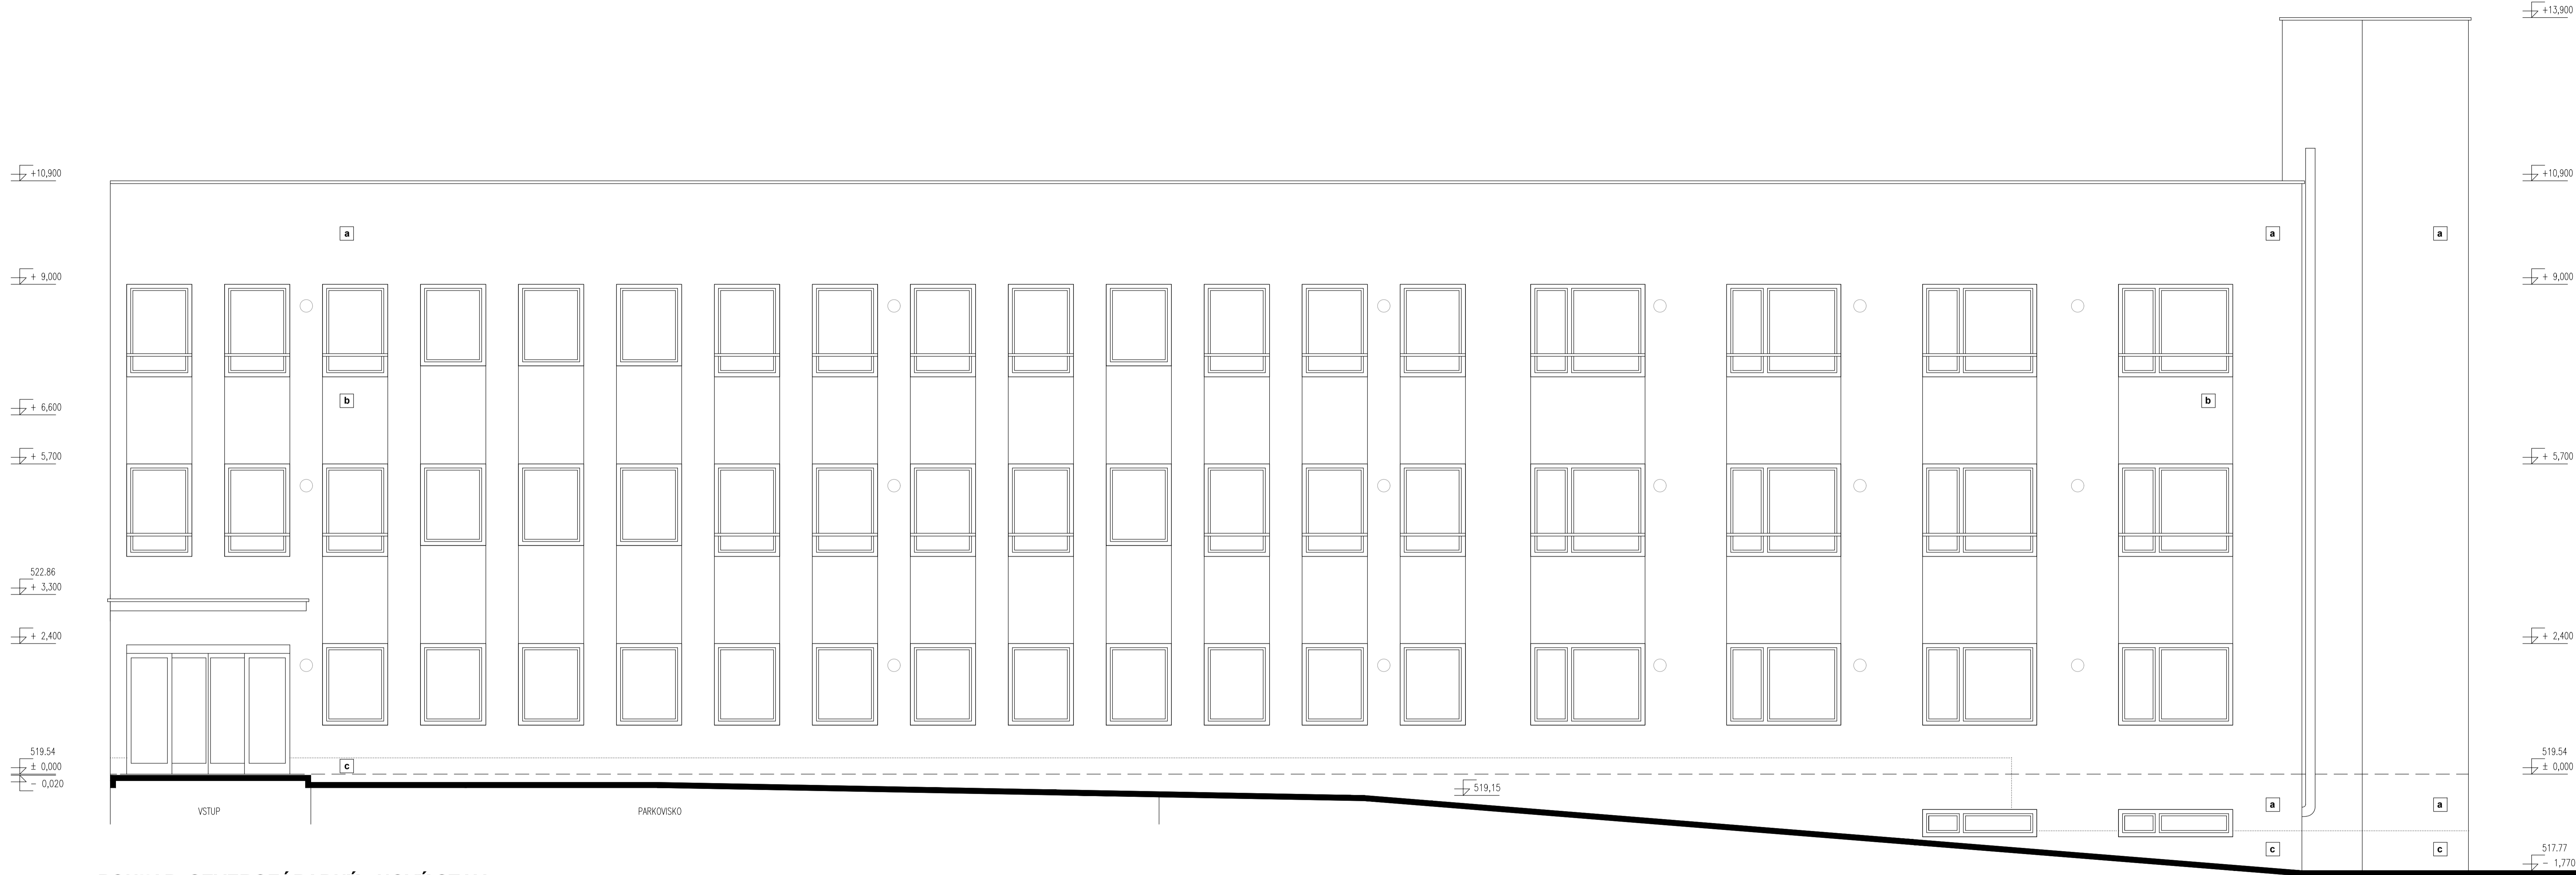 +13,900
+10,900
+10,900
a
a
a
+ 9,000
+ 9,000
b
b
+ 6,600
+ 5,700
+ 5,700
522.86
+ 3,300
+ 2,400
+ 2,400
519.54
± 0,000
- 0,020
c
519.54
± 0,000
519,15
VSTUP
PARKOVISKO
a
a
c
c
517.77
- 1,770